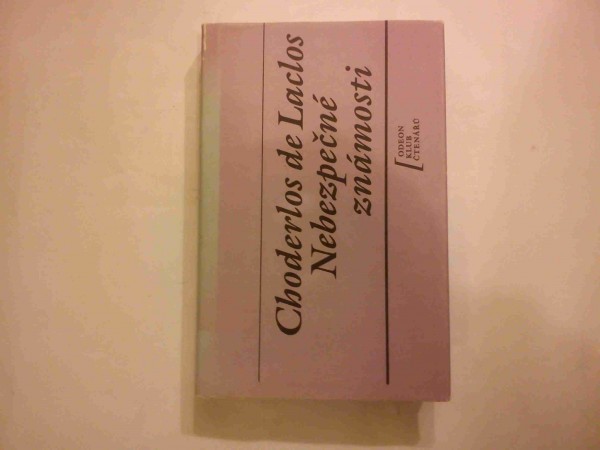 Choderlos de Laclos
Nebezpečné
známosti
ODEON
KLUB
ČTENÁŘŮ